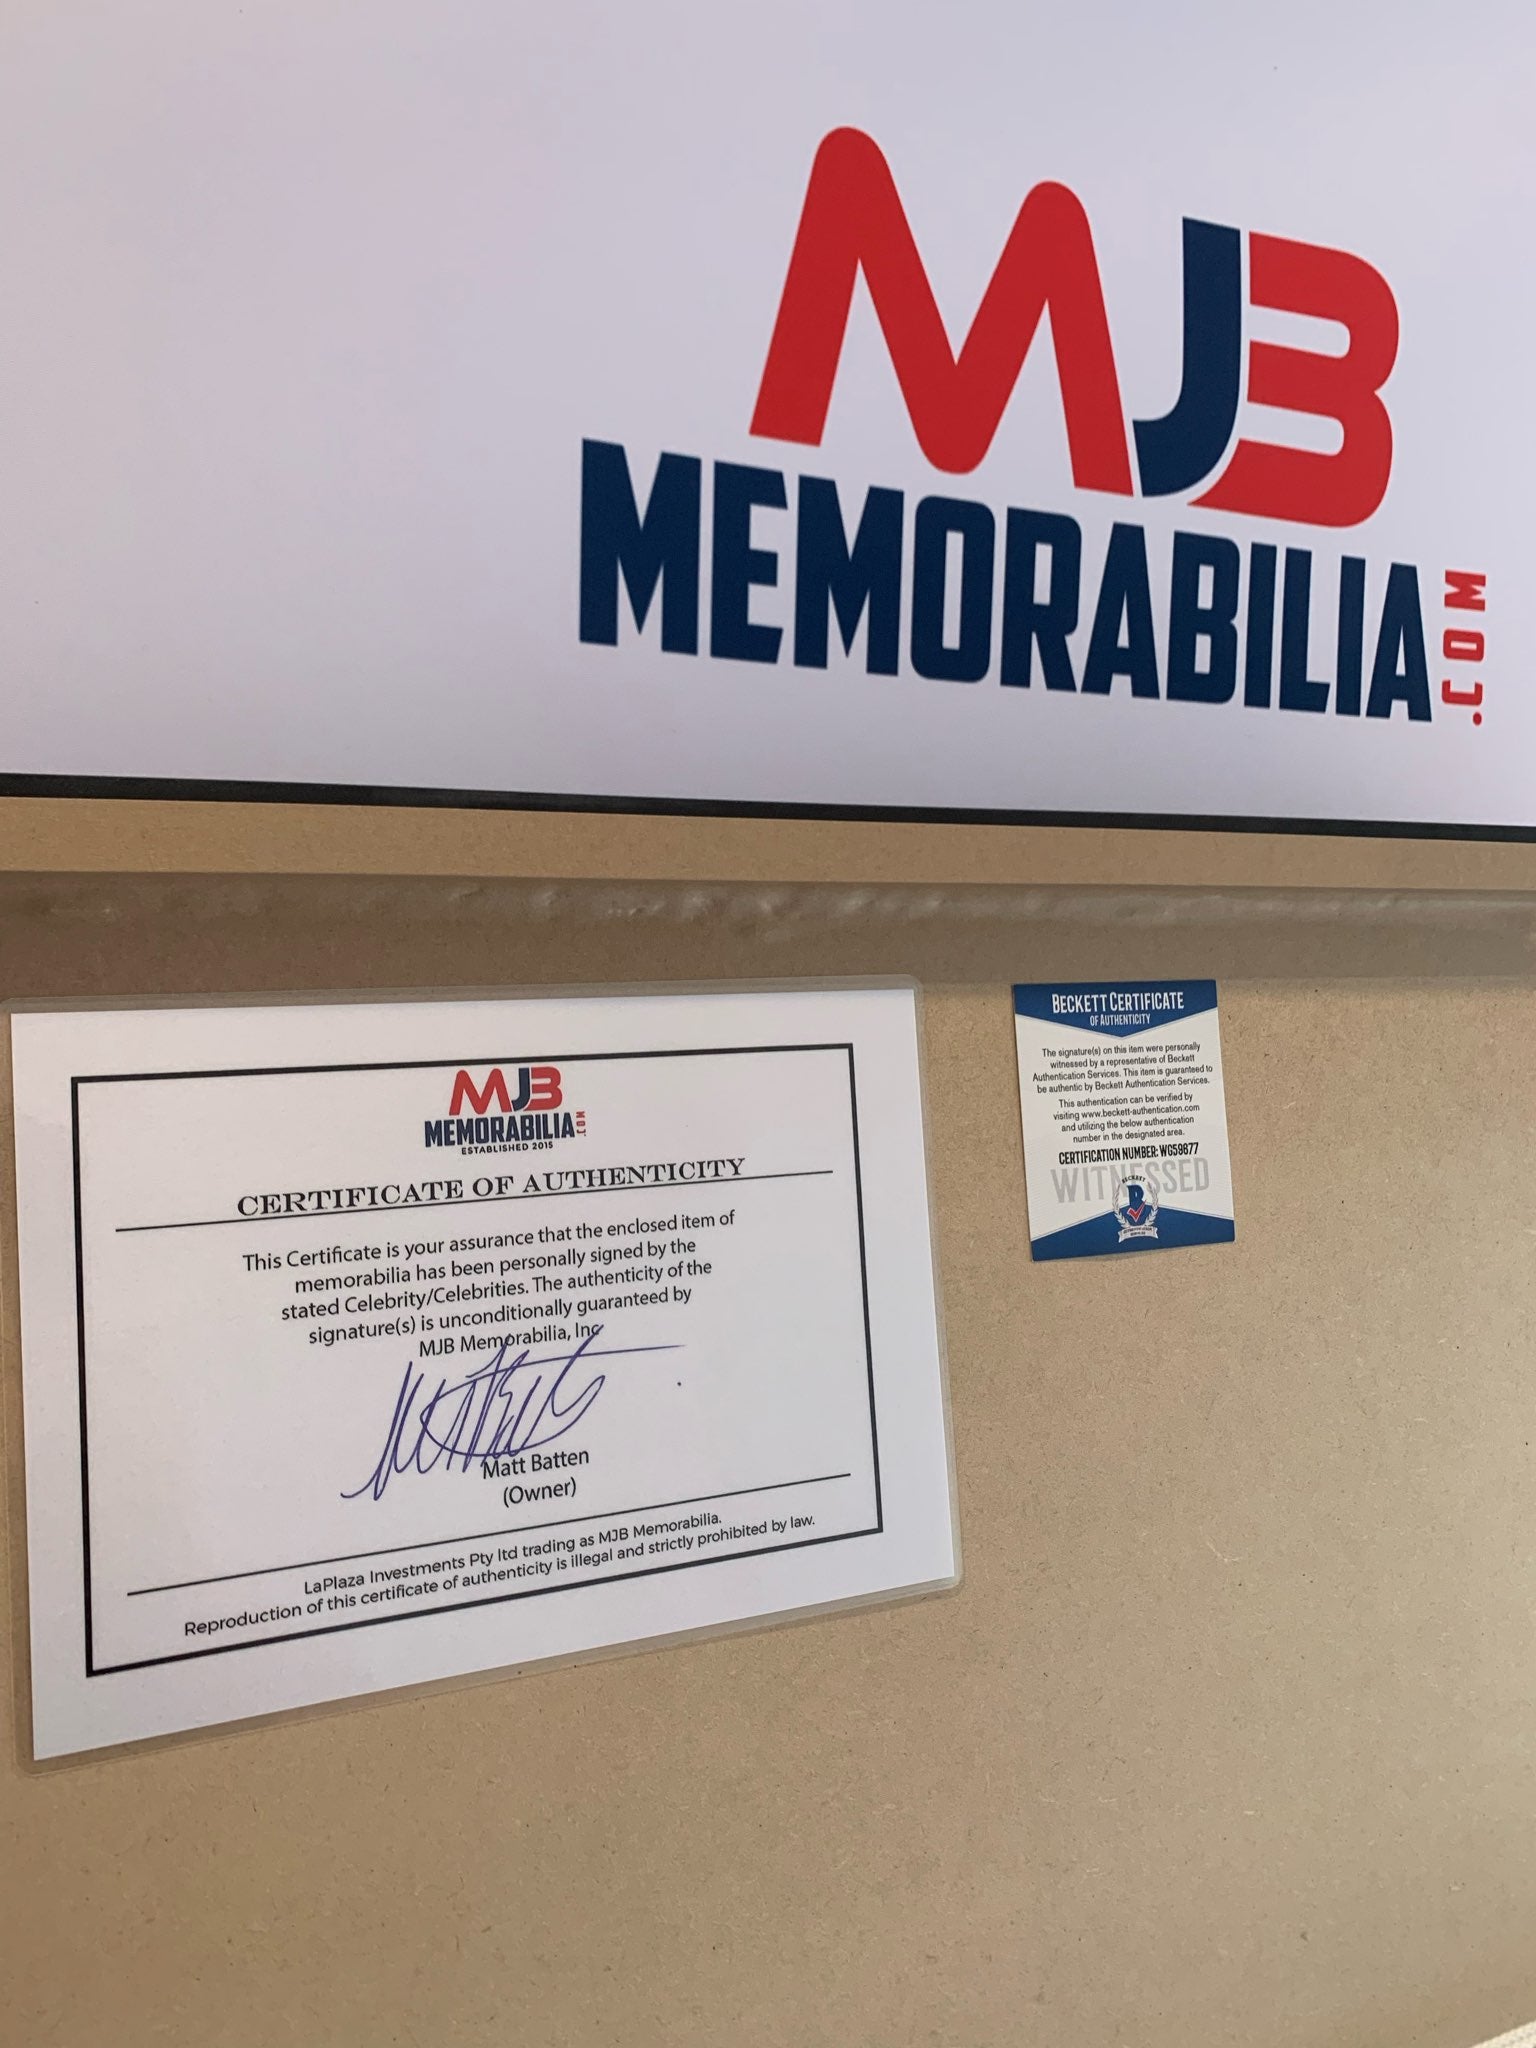 MJB
MEMORABILIA.COM
MJB
MEMORABILIA.COM
ESTABLISHED 2015
CERTIFICATE OF AUTHENTICITY
This Certificate is your assurance that the enclosed item of
memorabilia has been personally signed by the
stated Celebrity/Celebrities. The authenticity of the
signature(s) is unconditionally guaranteed by
MJB Memorabilia, Inc
Matt Batten
(Owner)
LaPlaza Investments Pty ltd trading as MJB Memorabilia.
Reproduction of this certificate of authenticity is illegal and strictly prohibited by law.
BECKETT CERTIFICATE
OF AUTHENTICITY
The signature(s) on this item were personally
witnessed by a representative of Beckett
Authentication Services. This item is guaranteed to
be authentic by Beckett Authentication Services.
This authentication can be verified by
visiting www.beckett-authentication.com
and utilizing the below authentication
number in the designated area.
CERTIFICATION NUMBER: WG59877
WITNESSED
BECKETT
B